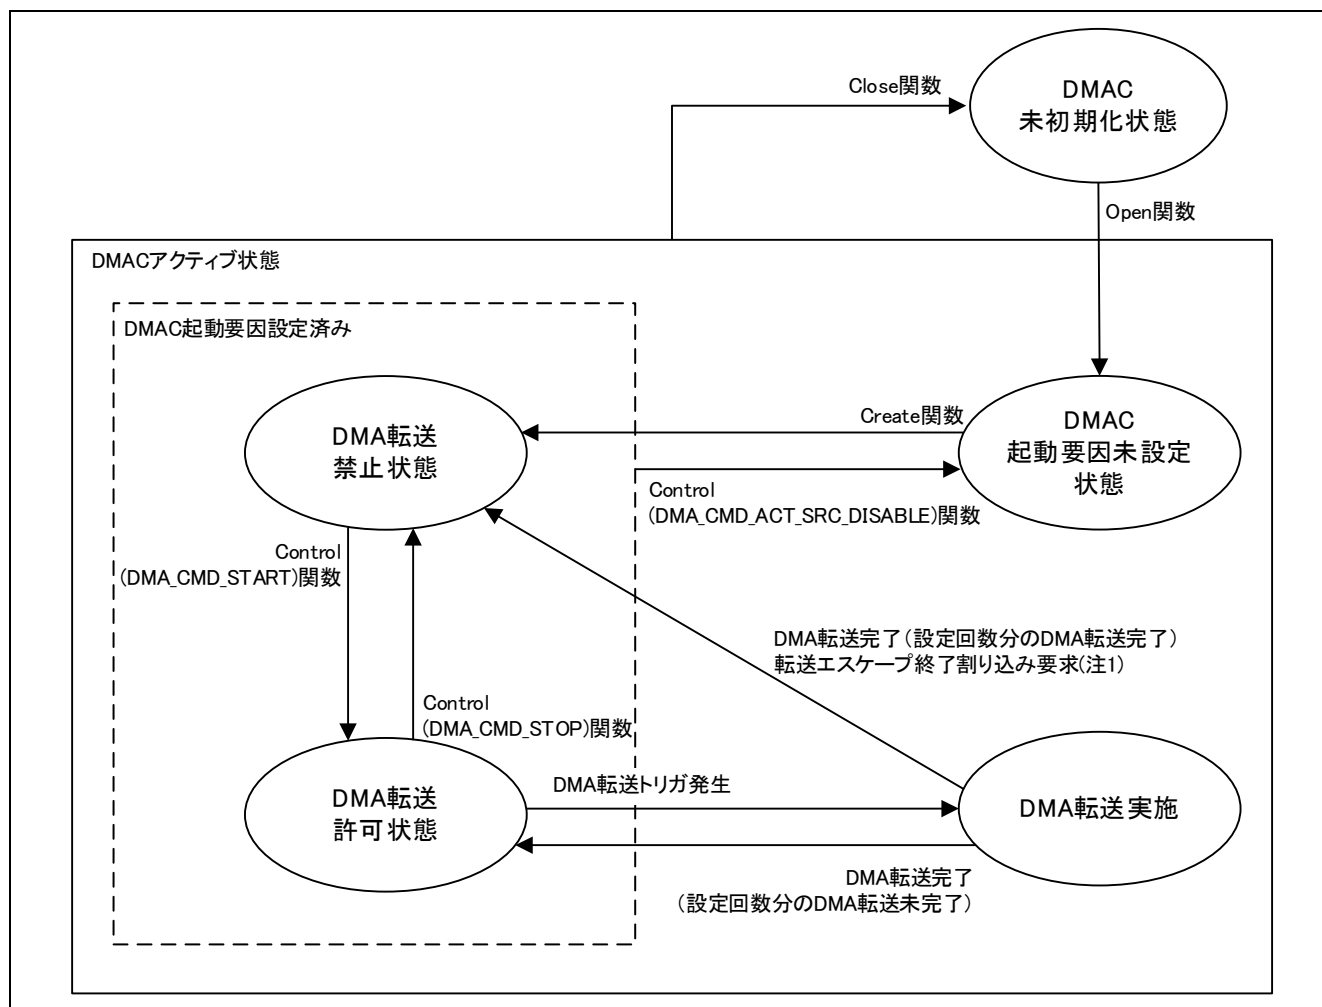 Close関数
DMAC
未初期化状態
Open関数
DMACアクティブ状態
DMAC起動要因設定済み
DMA転送
禁止状態
Create関数
DMAC
起動要因未設定
状態
Control
(DMA_CMD_ACT_SRC_DISABLE)関数
Control
(DMA_CMD_START)関数
DMA転送完了(設定回数分のDMA転送完了)
転送エスケープ終了割り込み要求(注1)
Control
(DMA_CMD_STOP)関数
DMA転送
許可状態
DMA転送トリガ発生
DMA転送実施
DMA転送完了
(設定回数分のDMA転送未完了)